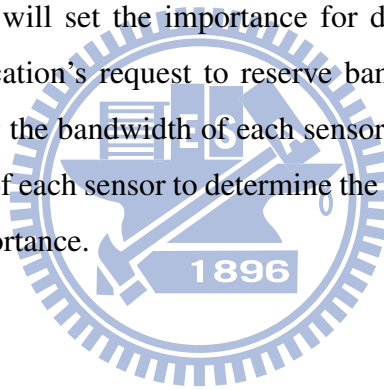 will set the importance for d
cation's request to reserve ban
the bandwidth of each sensor
of each sensor to determine the
ortance.
E S
1896